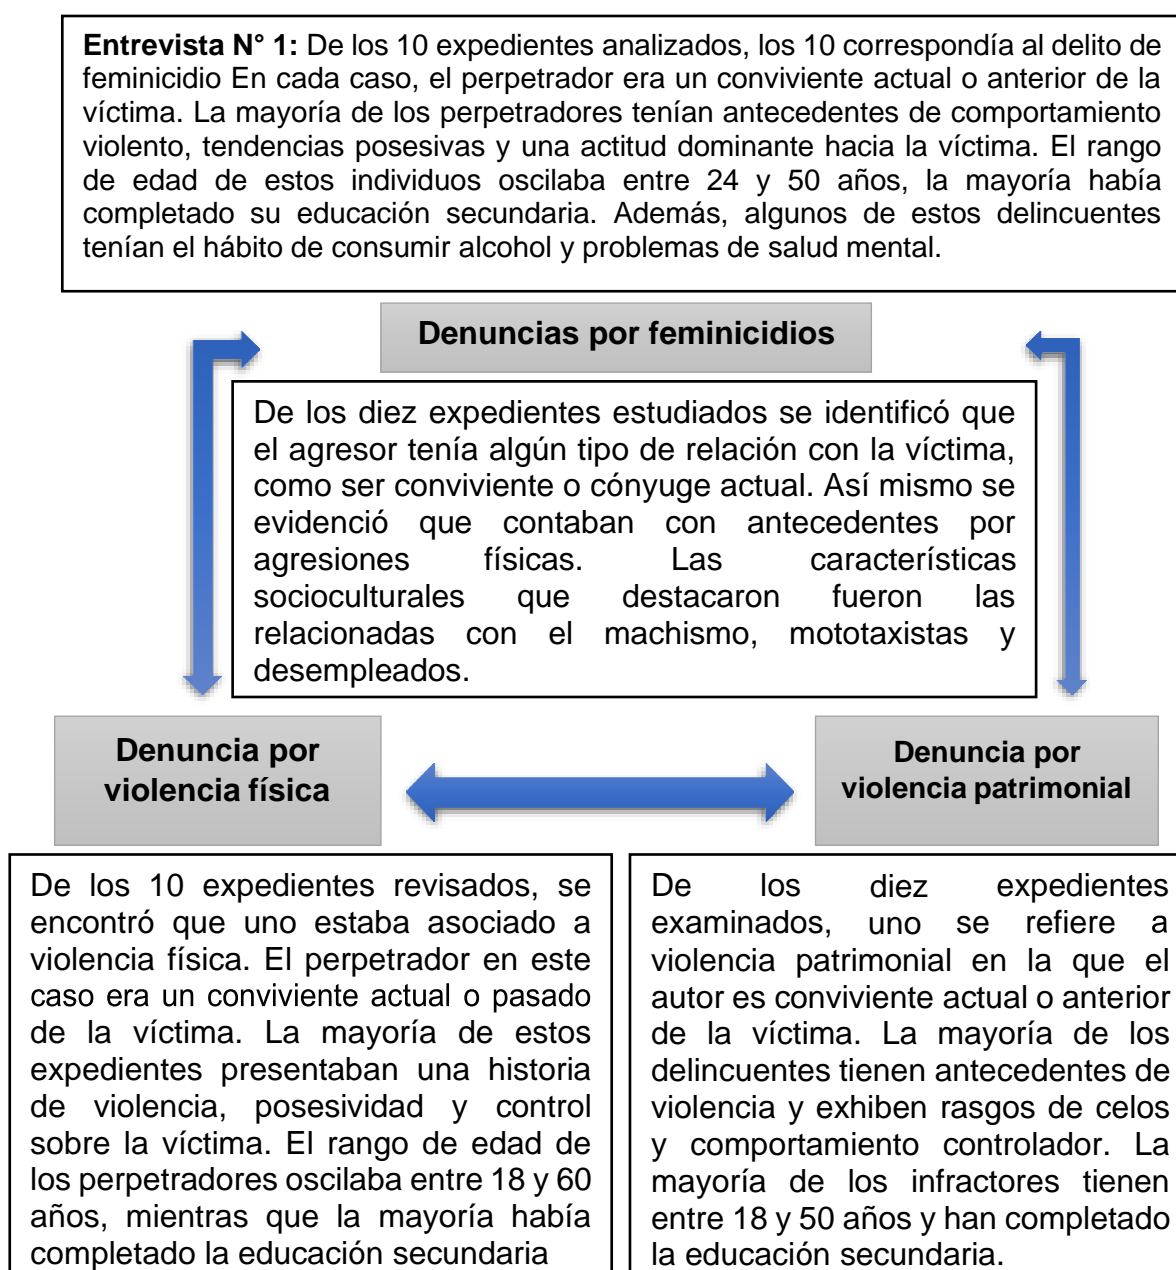 Entrevista N° 1: De los 10 expedientes analizados, los 10 correspondía al delito de
feminicidio En cada caso, el perpetrador era un conviviente actual o anterior de la
víctima. La mayoría de los perpetradores tenían antecedentes de comportamiento
violento, tendencias posesivas y una actitud dominante hacia la víctima. El rango
de edad de estos individuos oscilaba entre 24 y 50 años, la mayoría había
completado su educación secundaria. Además, algunos de estos delincuentes
tenían el hábito de consumir alcohol y problemas de salud mental.
Denuncias por feminicidios
De los diez expedientes estudiados se identificó que
el agresor tenía algún tipo de relación con la víctima,
como ser conviviente o cónyuge actual. Así mismo se
evidenció que contaban con antecedentes por
agresiones físicas. Las características
socioculturales que destacaron fueron las
relacionadas con el machismo, mototaxistas y
desempleados.
Denuncia por
violencia física
Denuncia por
violencia patrimonial
De los 10 expedientes revisados, se
encontró que uno estaba asociado a
violencia física. El perpetrador en este
caso era un conviviente actual o pasado
de la víctima. La mayoría de estos
expedientes presentaban una historia
de violencia, posesividad y control
sobre la víctima. El rango de edad de
los perpetradores oscilaba entre 18 y 60
años, mientras que la mayoría había
completado la educación secundaria
De los diez expedientes
examinados, uno se refiere a
violencia patrimonial en la que el
autor es conviviente actual o anterior
de la víctima. La mayoría de los
delincuentes tienen antecedentes de
violencia y exhiben rasgos de celos
y comportamiento controlador. La
mayoría de los infractores tienen
entre 18 y 50 años y han completado
la educación secundaria.